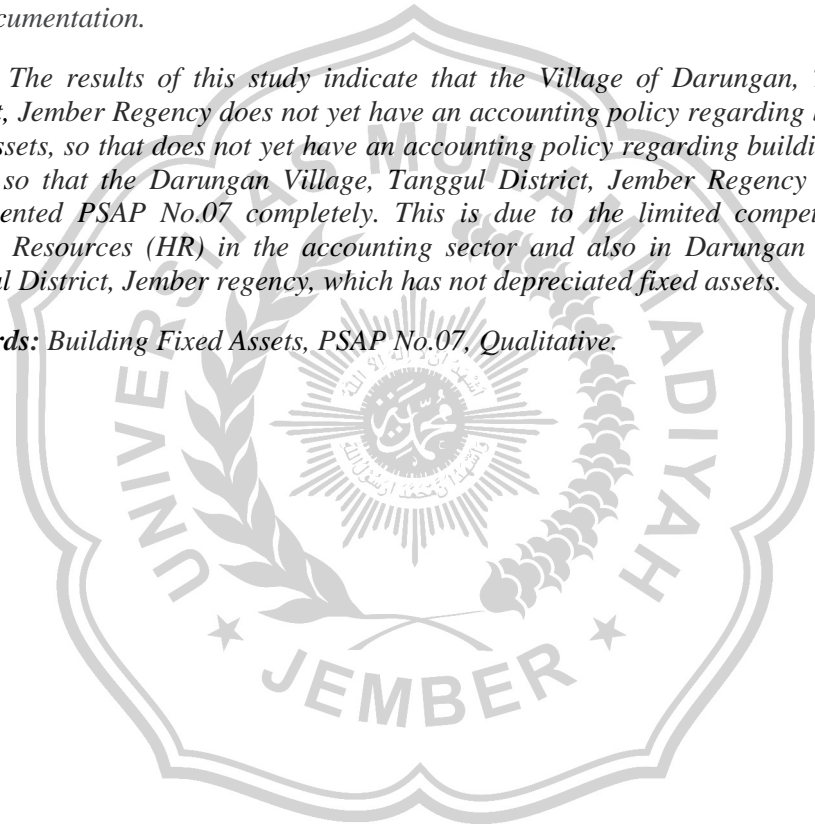 cumentation.
The results of this study indicate that the Village of Darungan,
t, Jember Regency does not yet have an accounting policy regarding
ssets, so that does not yet have an accounting policy regarding buildin
so that the Darungan Village, Tanggul District, Jember Regency
ented PSAP No.07 completely. This is due to the limited compet
Resources (HR) in the accounting sector and also in Darungan
l District, Jember regency, which has not depreciated fixed assets.
rds: Building Fixed Assets, PSAP No.07, Qualitative.
UNIVERSITAS MUHAMMADIYAH
JEMBER